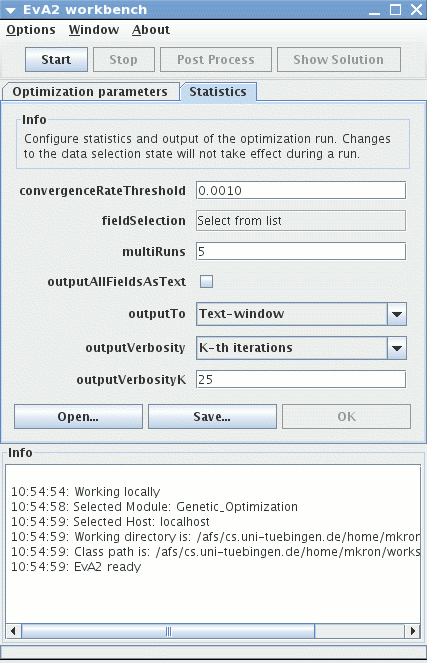 EvA2 workbench
Options Window About
Start Stop Post Process Show Solution
Optimization parameters Statistics
Info
Configure statistics and output of the optimization run. Changes
to the data selection state will not take effect during a run.
convergenceRateThreshold 0.0010
fieldSelection Select from list
multiRuns 5
outputAllFieldsAsText
outputTo Text-window
outputVerbosity K-th iterations
outputVerbosityK 25
Open... Save... OK
Info
10:54:54: Working locally
10:54:58: Selected Module: Genetic_Optimization
10:54:59: Selected Host: localhost
10:54:59: Working directory is: /afs/cs.uni-tuebingen.de/home/mkron/
10:54:59: Class path is: /afs/cs.uni-tuebingen.de/home/mkron/works
10:54:59: EvA2 ready